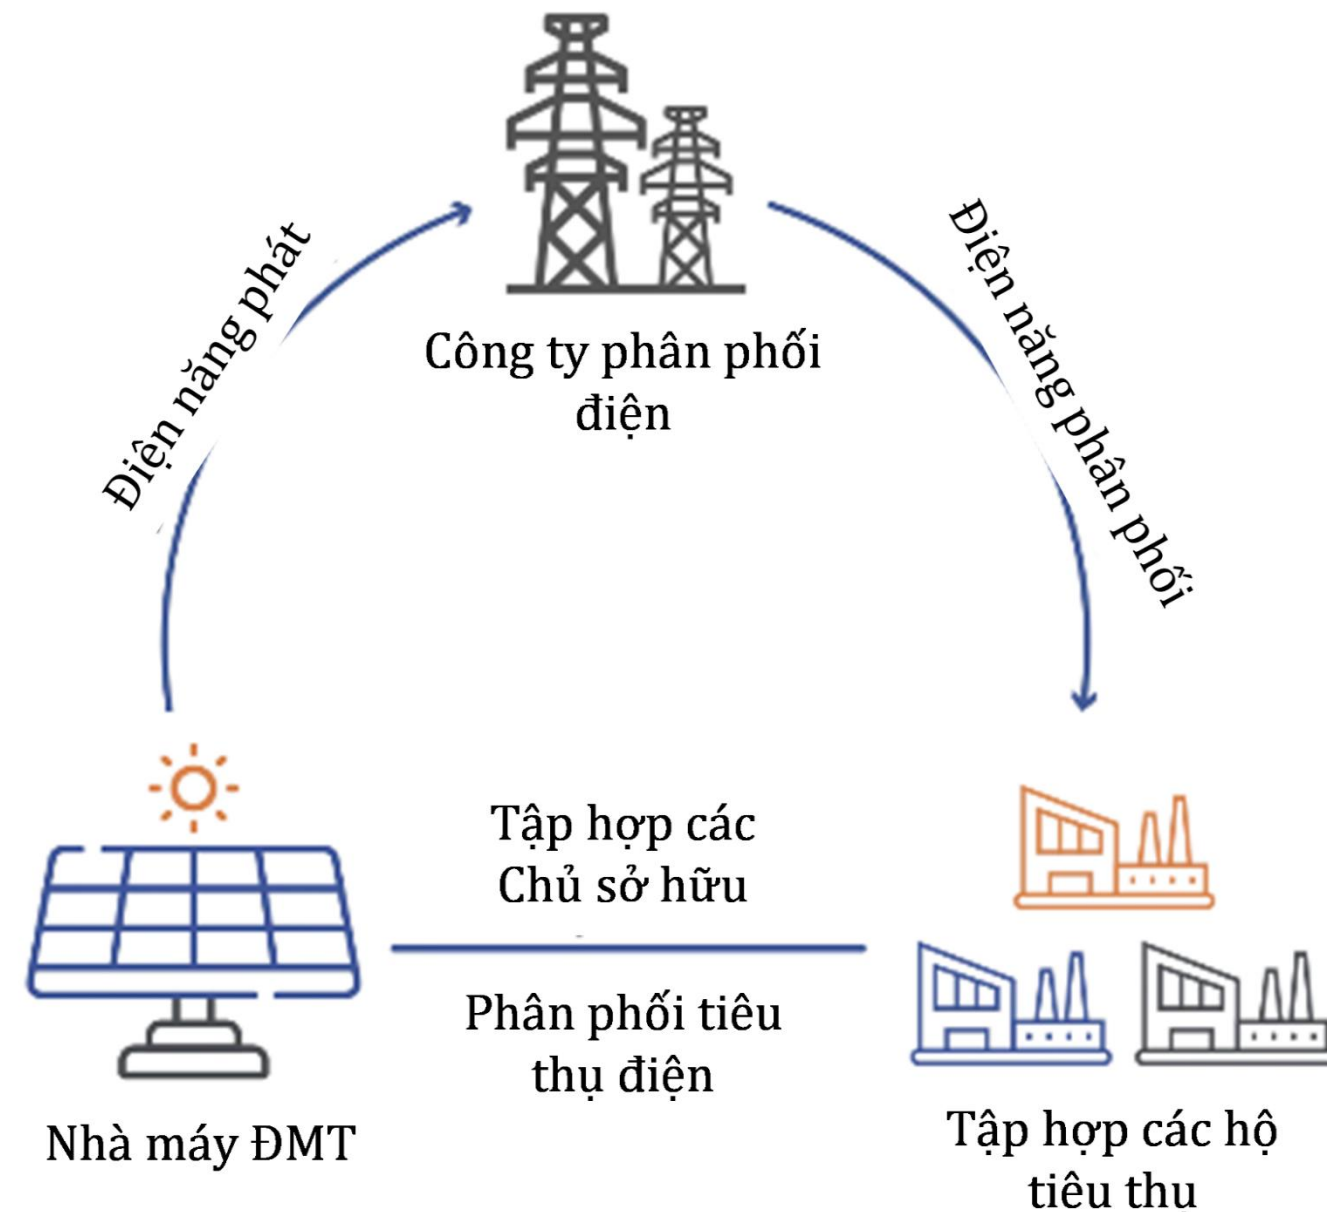 Điện năng phát
Công ty phân phối
điện
Điện năng phân phối
Tập hợp các
Chủ sở hữu
Phân phối tiêu
thụ điện
Nhà máy ĐMT
Tập hợp các hộ
tiêu thu